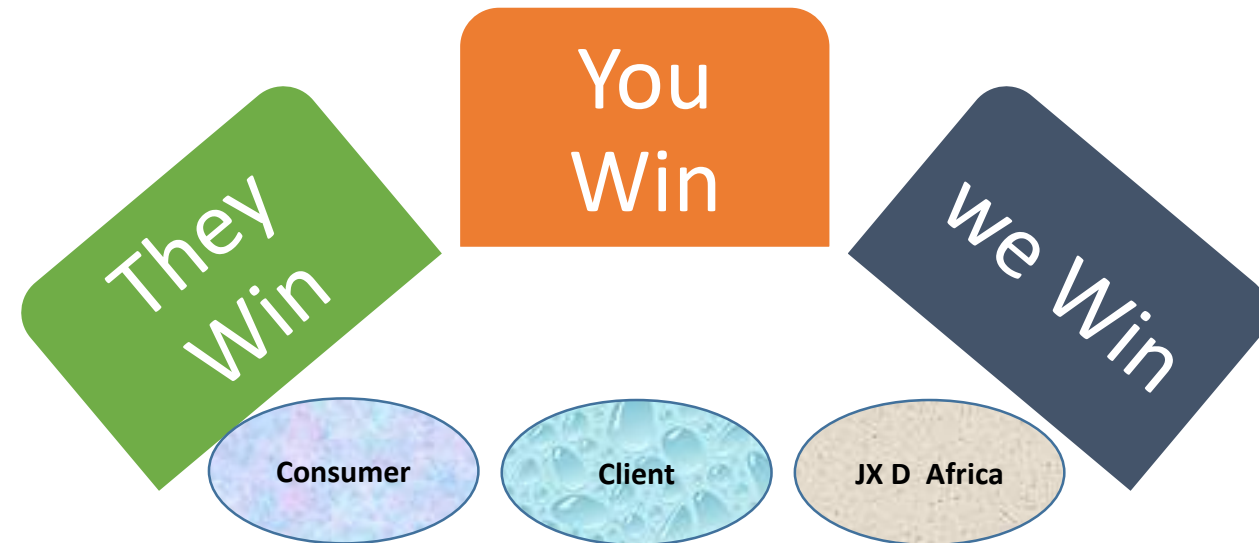 They
Win
You
Win
we Win
Consumer
Client
JX D  Africa